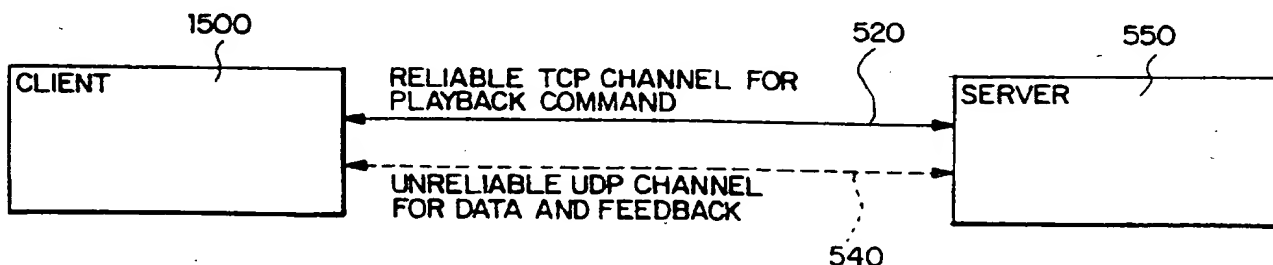 1500
520
550
CLIENT
RELIABLE TCP CHANNEL FOR
PLAYBACK COMMAND
SERVER
UNRELIABLE UDP CHANNEL
FOR DATA AND FEEDBACK
540